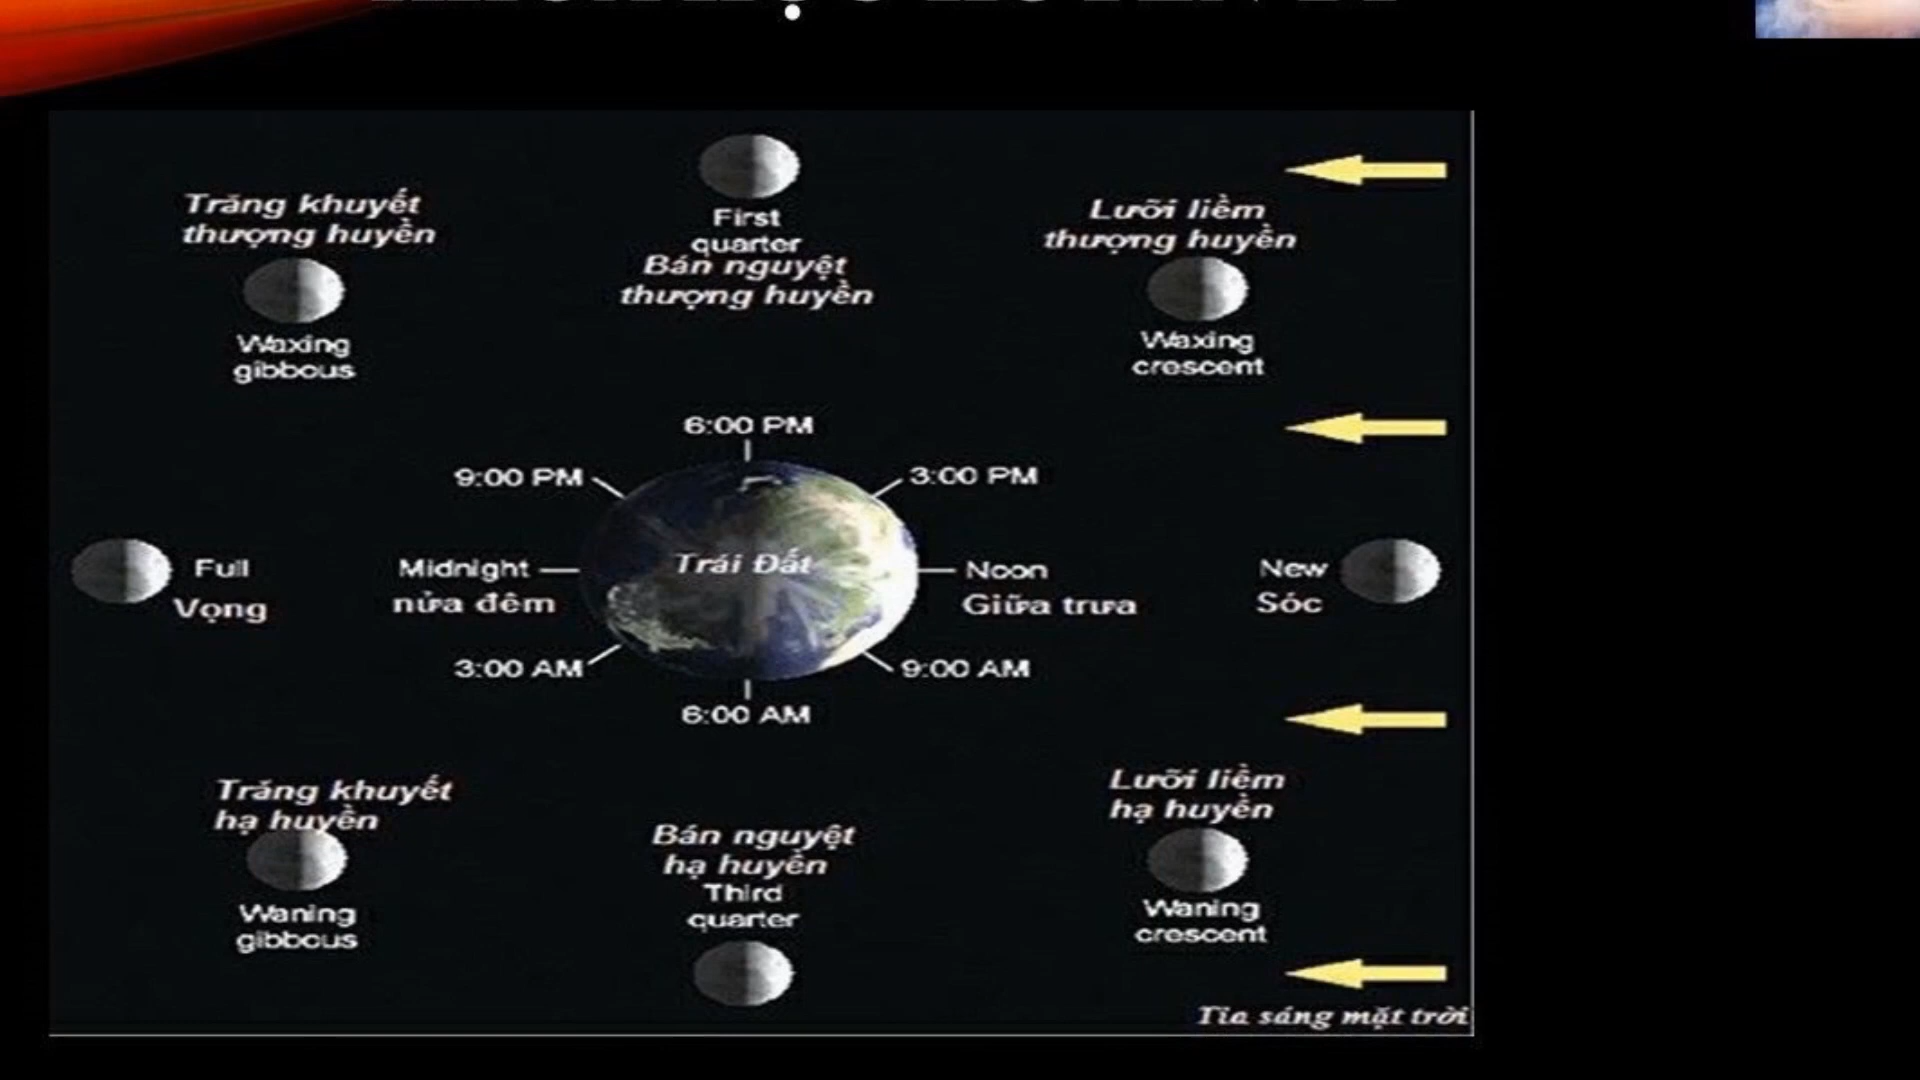 First
quarter
Bán nguyệt
thượng huyền
Trăng khuyết
thượng huyền
Waxing
gibbous
Lưỡi liềm
thượng huyền
Waxing
crescent
6:00 PM
9:00 PM
3:00 PM
Full
Vọng
Midnight
nửa đêm
Trái Đất
Noon
Giữa trưa
New
Sóc
3:00 AM
9:00 AM
6:00 AM
Trăng khuyết
hạ huyền
Waning
gibbous
Bán nguyệt
hạ huyền
Third
quarter
Lưỡi liềm
hạ huyền
Waning
crescent
Tia sáng mặt trời